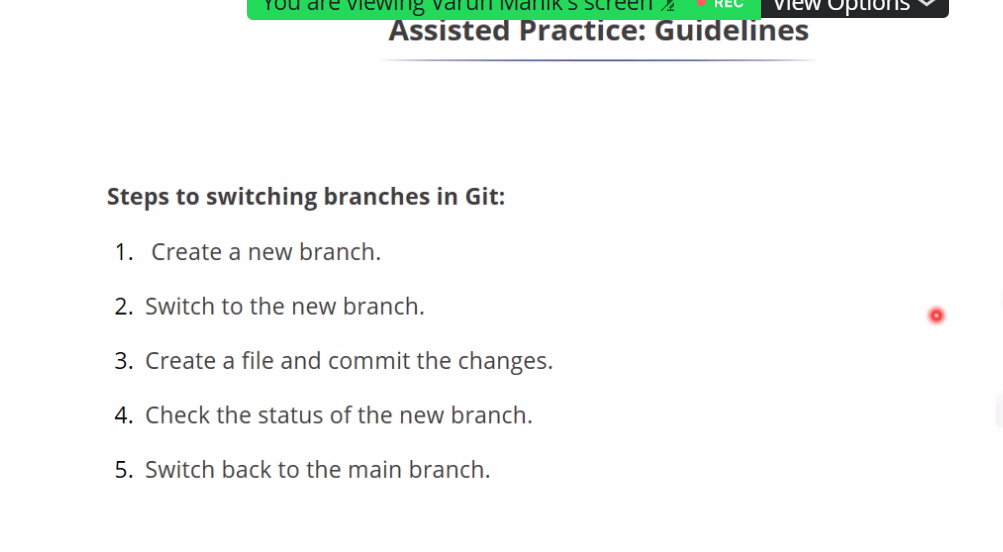 You are viewing Varun Manik's screen REC View Options
Assisted Practice: Guidelines
Steps to switching branches in Git:
1. Create a new branch.
2. Switch to the new branch.
3. Create a file and commit the changes.
4. Check the status of the new branch.
5. Switch back to the main branch.